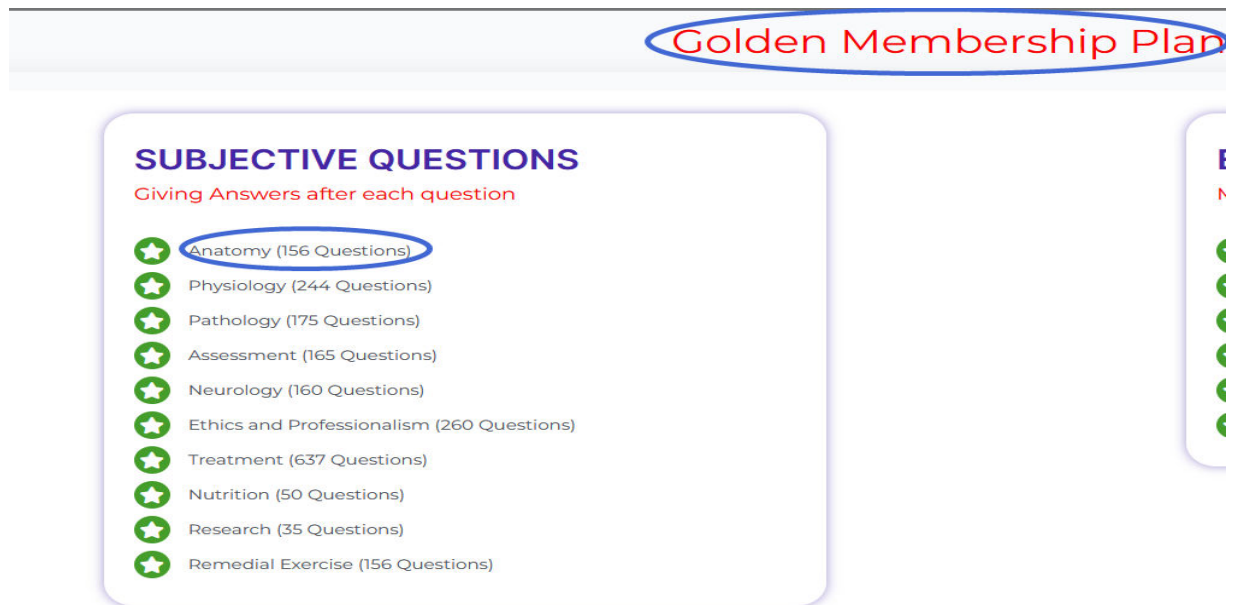 Golden Membership Plan
SUBJECTIVE QUESTIONS
Giving Answers after each question
Anatomy (156 Questions)
Physiology (244 Questions)
Pathology (175 Questions)
Assessment (165 Questions)
Neurology (160 Questions)
Ethics and Professionalism (260 Questions)
Treatment (637 Questions)
Nutrition (50 Questions)
Research (35 Questions)
Remedial Exercise (156 Questions)